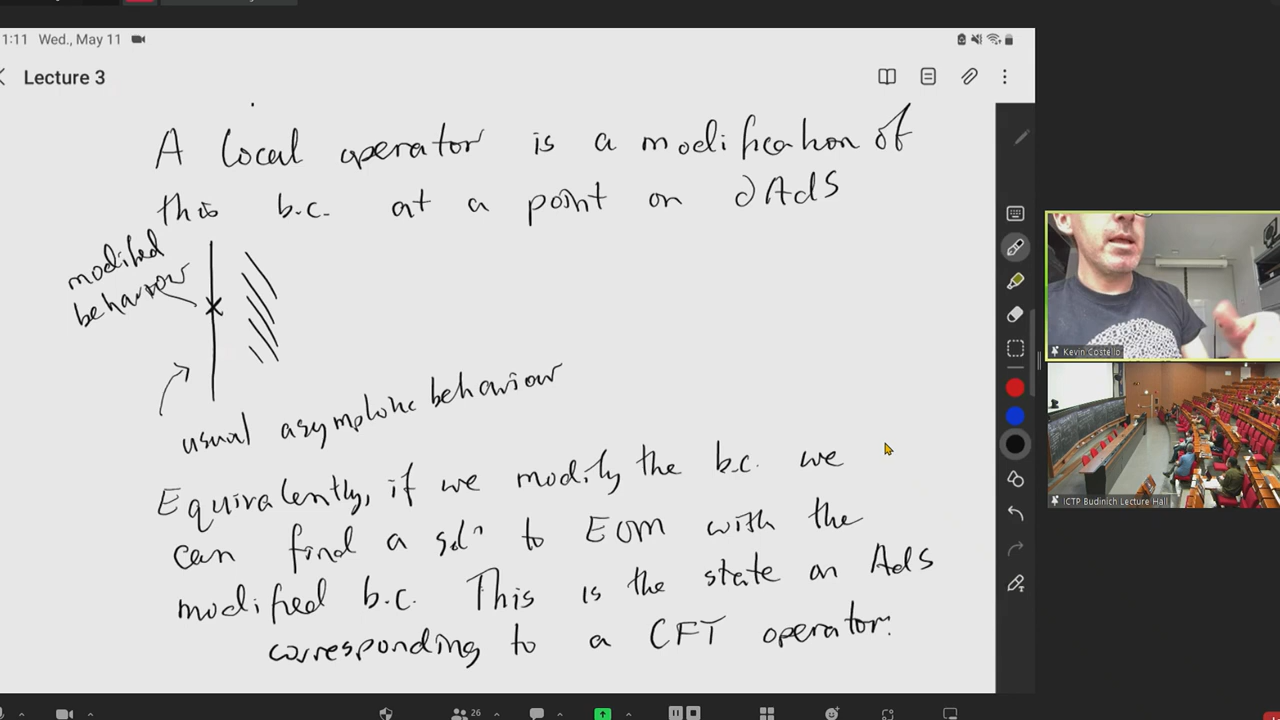 1:11 Wed., May 11
Lecture 3
A local operator is a modification of
this b.c. at a point on ∂AdS
modified
behaviour
usual asymptotic behaviour
Equivalently, if we modify the b.c. we
can find a solⁿ to EOM with the
modified b.c. This is the state on AdS
corresponding to a CFT operator.
Kevin Costello
ICTP Budinich Lecture Hall
26